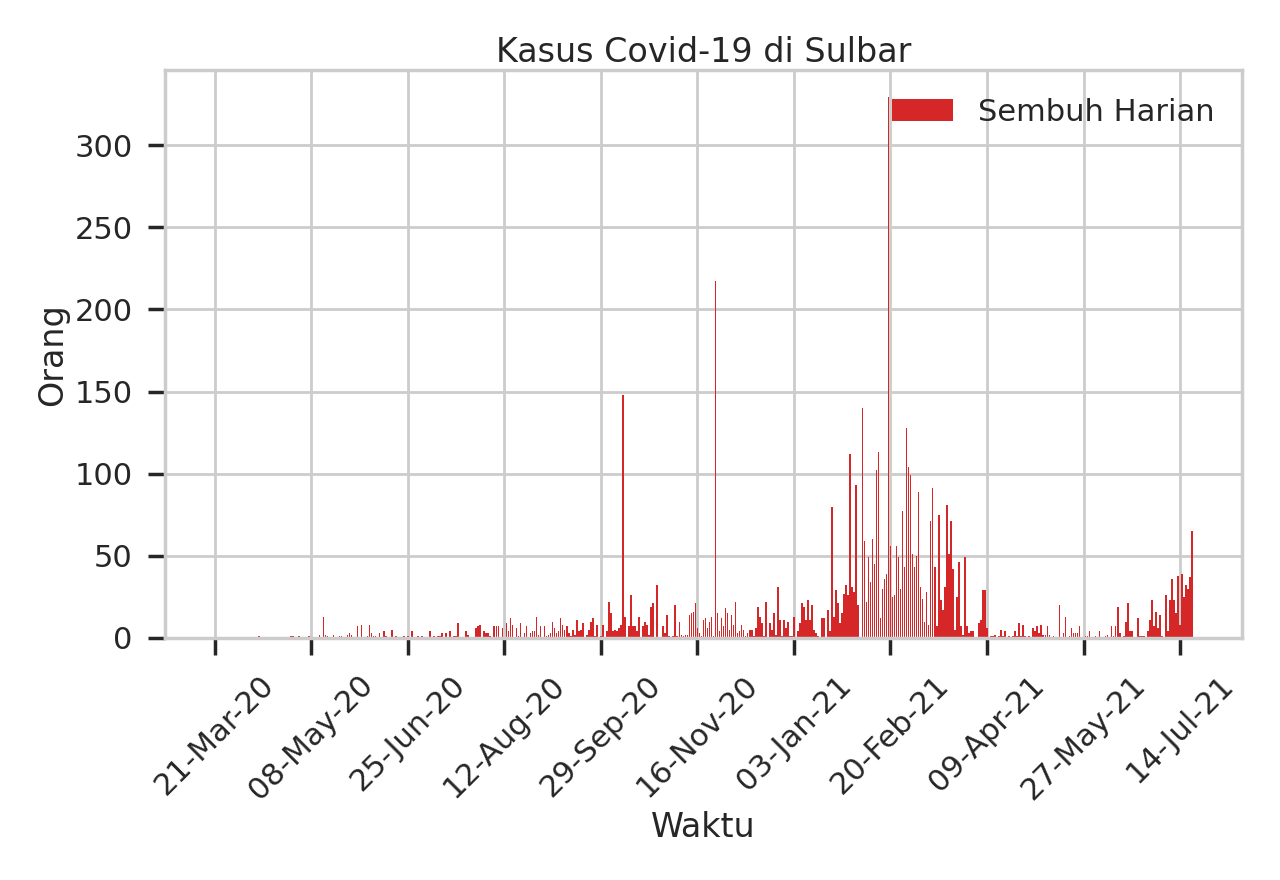 Kasus Covid-19 di Sulbar
Sembuh Harian
Orang
300
250
200
150
100
50
0
21-Mar-20
08-May-20
25-Jun-20
12-Aug-20
29-Sep-20
16-Nov-20
03-Jan-21
20-Feb-21
09-Apr-21
27-May-21
14-Jul-21
Waktu